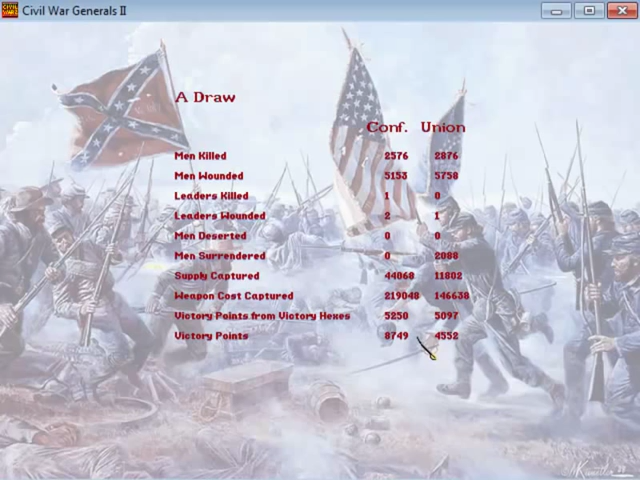 Civil War Generals II
A Draw
Conf. Union
Men Killed 2576 2876
Men Wounded 5153 5758
Leaders Killed 1 0
Leaders Wounded 2 1
Men Deserted 0 0
Men Surrendered 0 2088
Supply Captured 44068 11802
Weapon Cost Captured 219048 146638
Victory Points from Victory Hexes 5250 5097
Victory Points 8749 4552